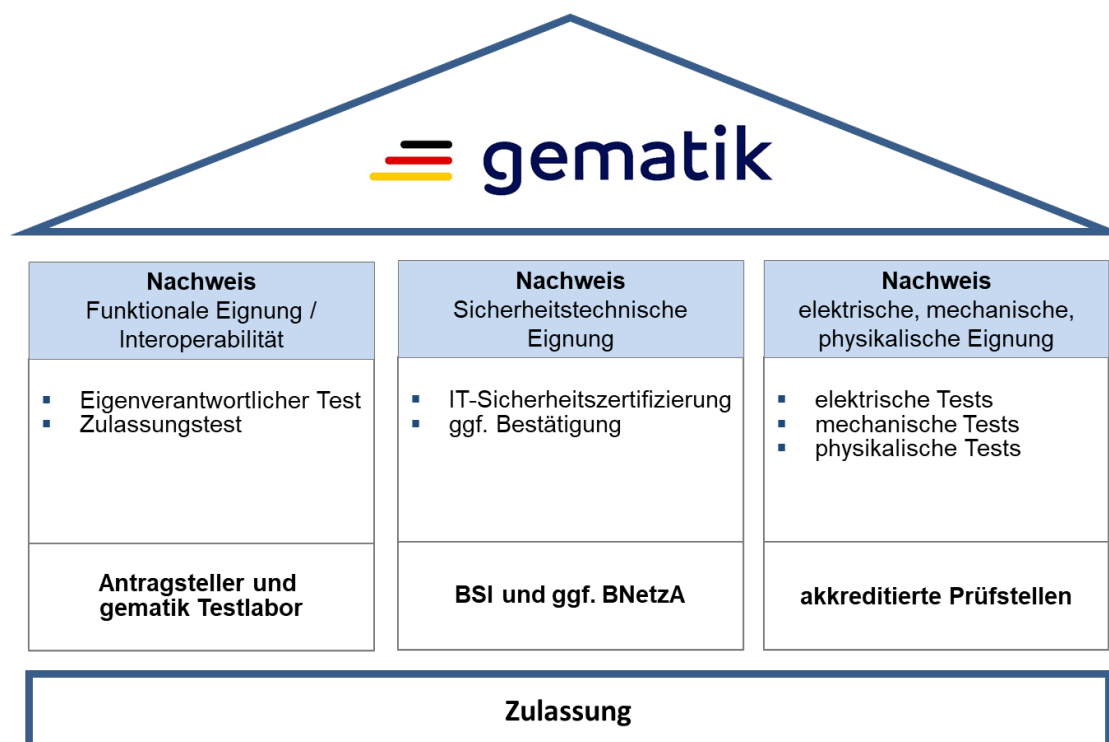 gematik
Nachweis
Funktionale Eignung /
Interoperabilität
▪ Eigenverantwortlicher Test
▪ Zulassungstest
Antragsteller und
gematik Testlabor
Nachweis
Sicherheitstechnische
Eignung
▪ IT-Sicherheitszertifizierung
▪ ggf. Bestätigung
BSI und ggf. BNetzA
Nachweis
elektrische, mechanische,
physikalische Eignung
▪ elektrische Tests
▪ mechanische Tests
▪ physikalische Tests
akkreditierte Prüfstellen
Zulassung